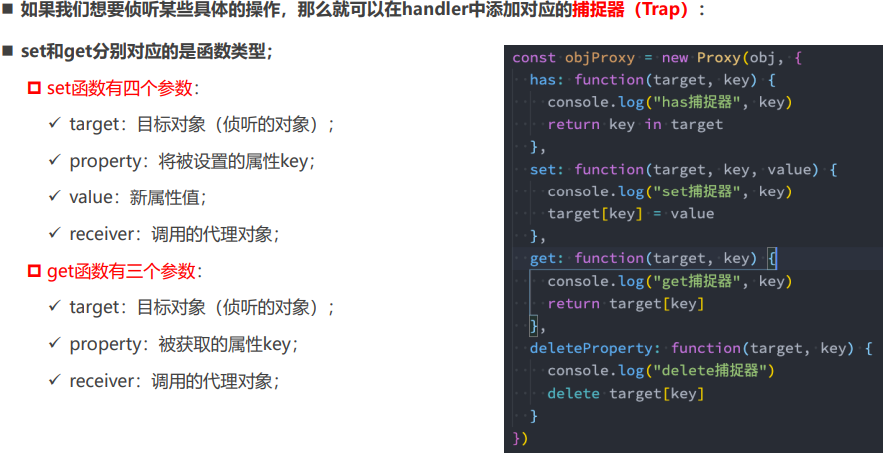 如果我们想要侦听某些具体的操作，那么就可以在handler中添加对应的捕捉器（Trap）：
set和get分别对应的是函数类型；
set函数有四个参数：
target：目标对象（侦听的对象）；
property：将被设置的属性key；
value：新属性值；
receiver：调用的代理对象；
get函数有三个参数：
target：目标对象（侦听的对象）；
property：被获取的属性key；
receiver：调用的代理对象；
const objProxy = new Proxy(obj, {
  has: function(target, key) {
    console.log("has捕捉器", key)
    return key in target
  },
  set: function(target, key, value) {
    console.log("set捕捉器", key)
    target[key] = value
  },
  get: function(target, key) {
    console.log("get捕捉器", key)
    return target[key]
  },
  deleteProperty: function(target, key) {
    console.log("delete捕捉器")
    delete target[key]
  }
})